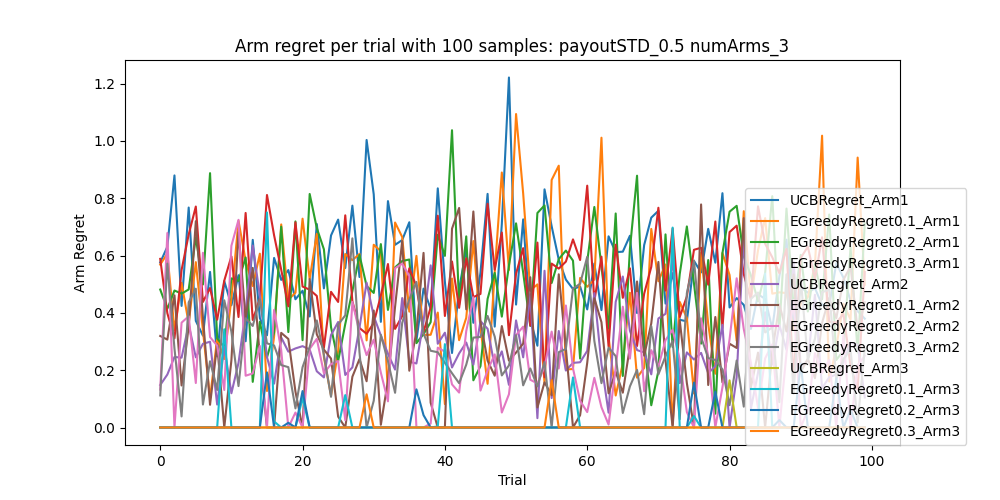 Arm regret per trial with 100 samples: payoutSTD_0.5 numArms_3
1.2
1.0
0.8
0.6
0.4
0.2
0.0
Arm Regret
0 20 40 60 80 100
Trial
UCBRegret_Arm1
EGreedyRegret0.1_Arm1
EGreedyRegret0.2_Arm1
EGreedyRegret0.3_Arm1
UCBRegret_Arm2
EGreedyRegret0.1_Arm2
EGreedyRegret0.2_Arm2
EGreedyRegret0.3_Arm2
UCBRegret_Arm3
EGreedyRegret0.1_Arm3
EGreedyRegret0.2_Arm3
EGreedyRegret0.3_Arm3